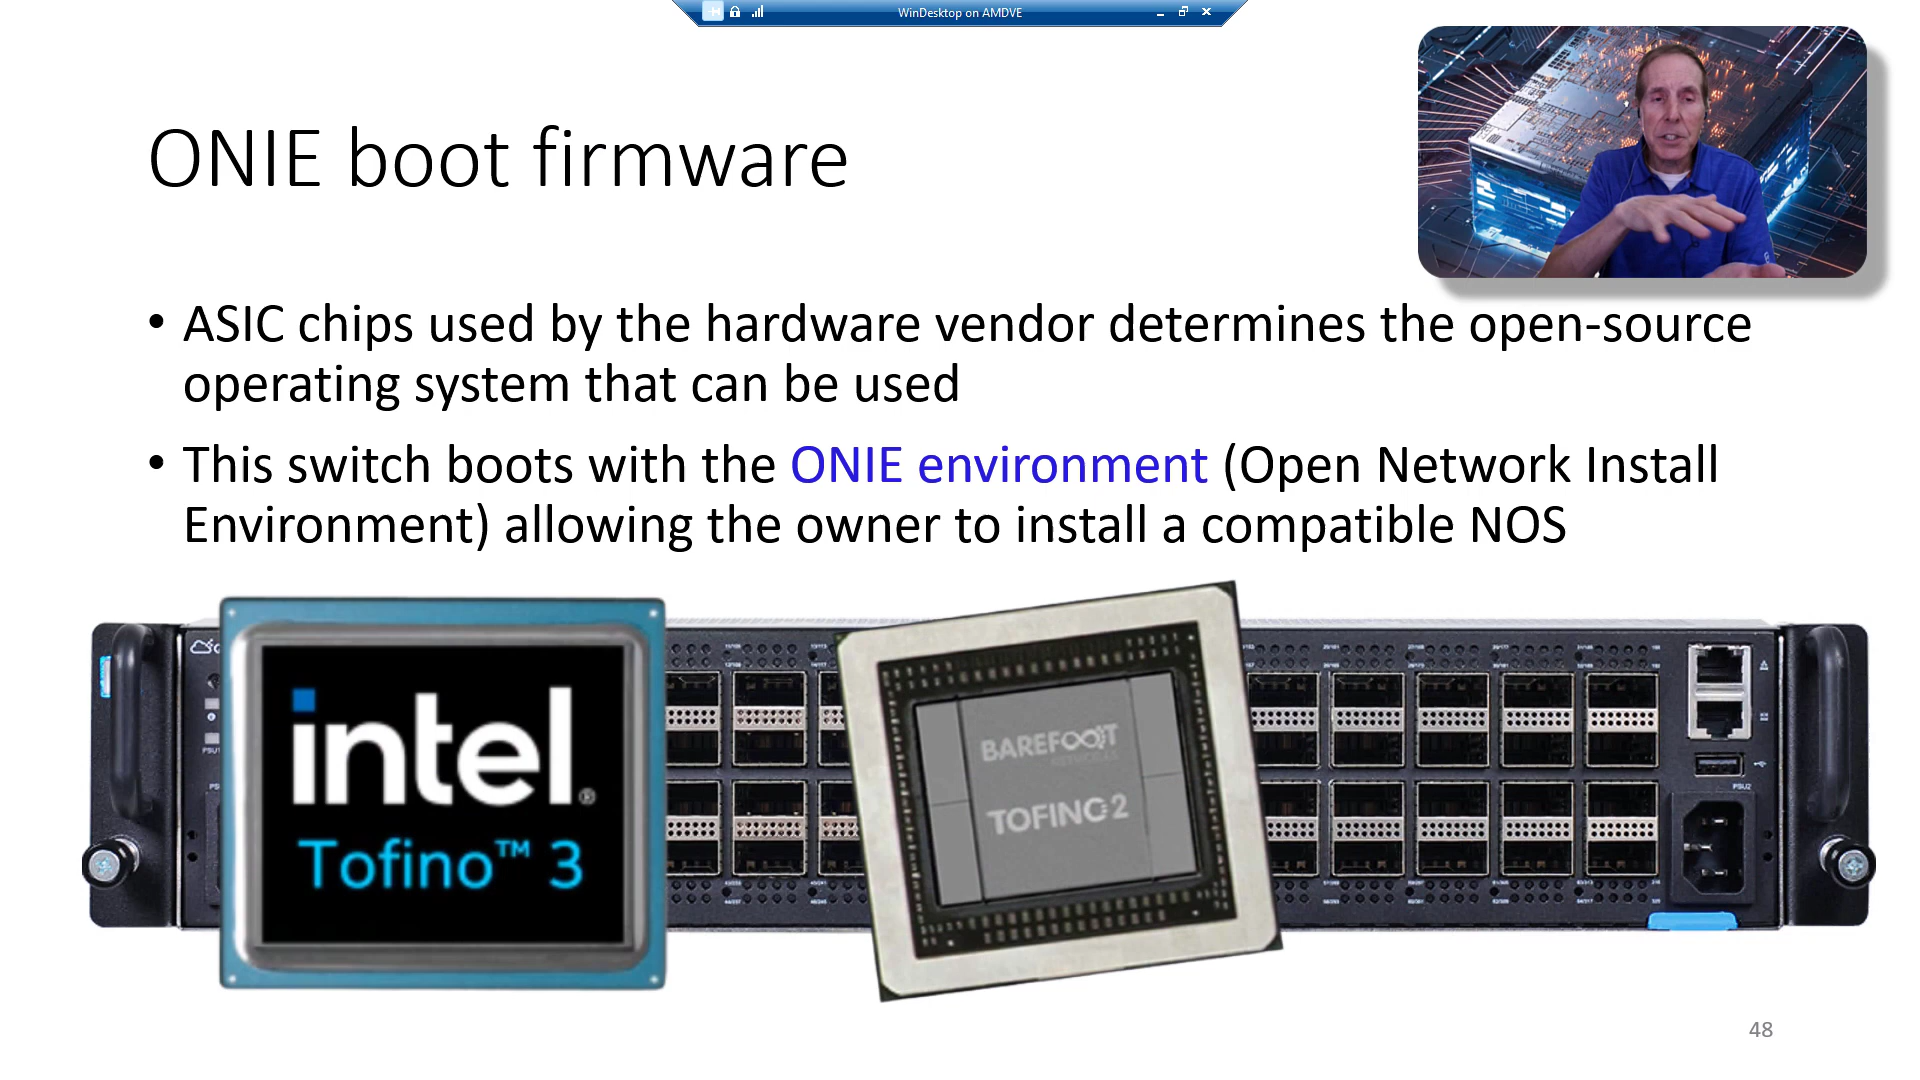 WinDesktop on AMDVE
ONIE boot firmware
• ASIC chips used by the hardware vendor determines the open-source
operating system that can be used
• This switch boots with the ONIE environment (Open Network Install
Environment) allowing the owner to install a compatible NOS
intel®
Tofino™ 3
BAREFOOT
NETWORKS
TOFINO 2
PSU2
48